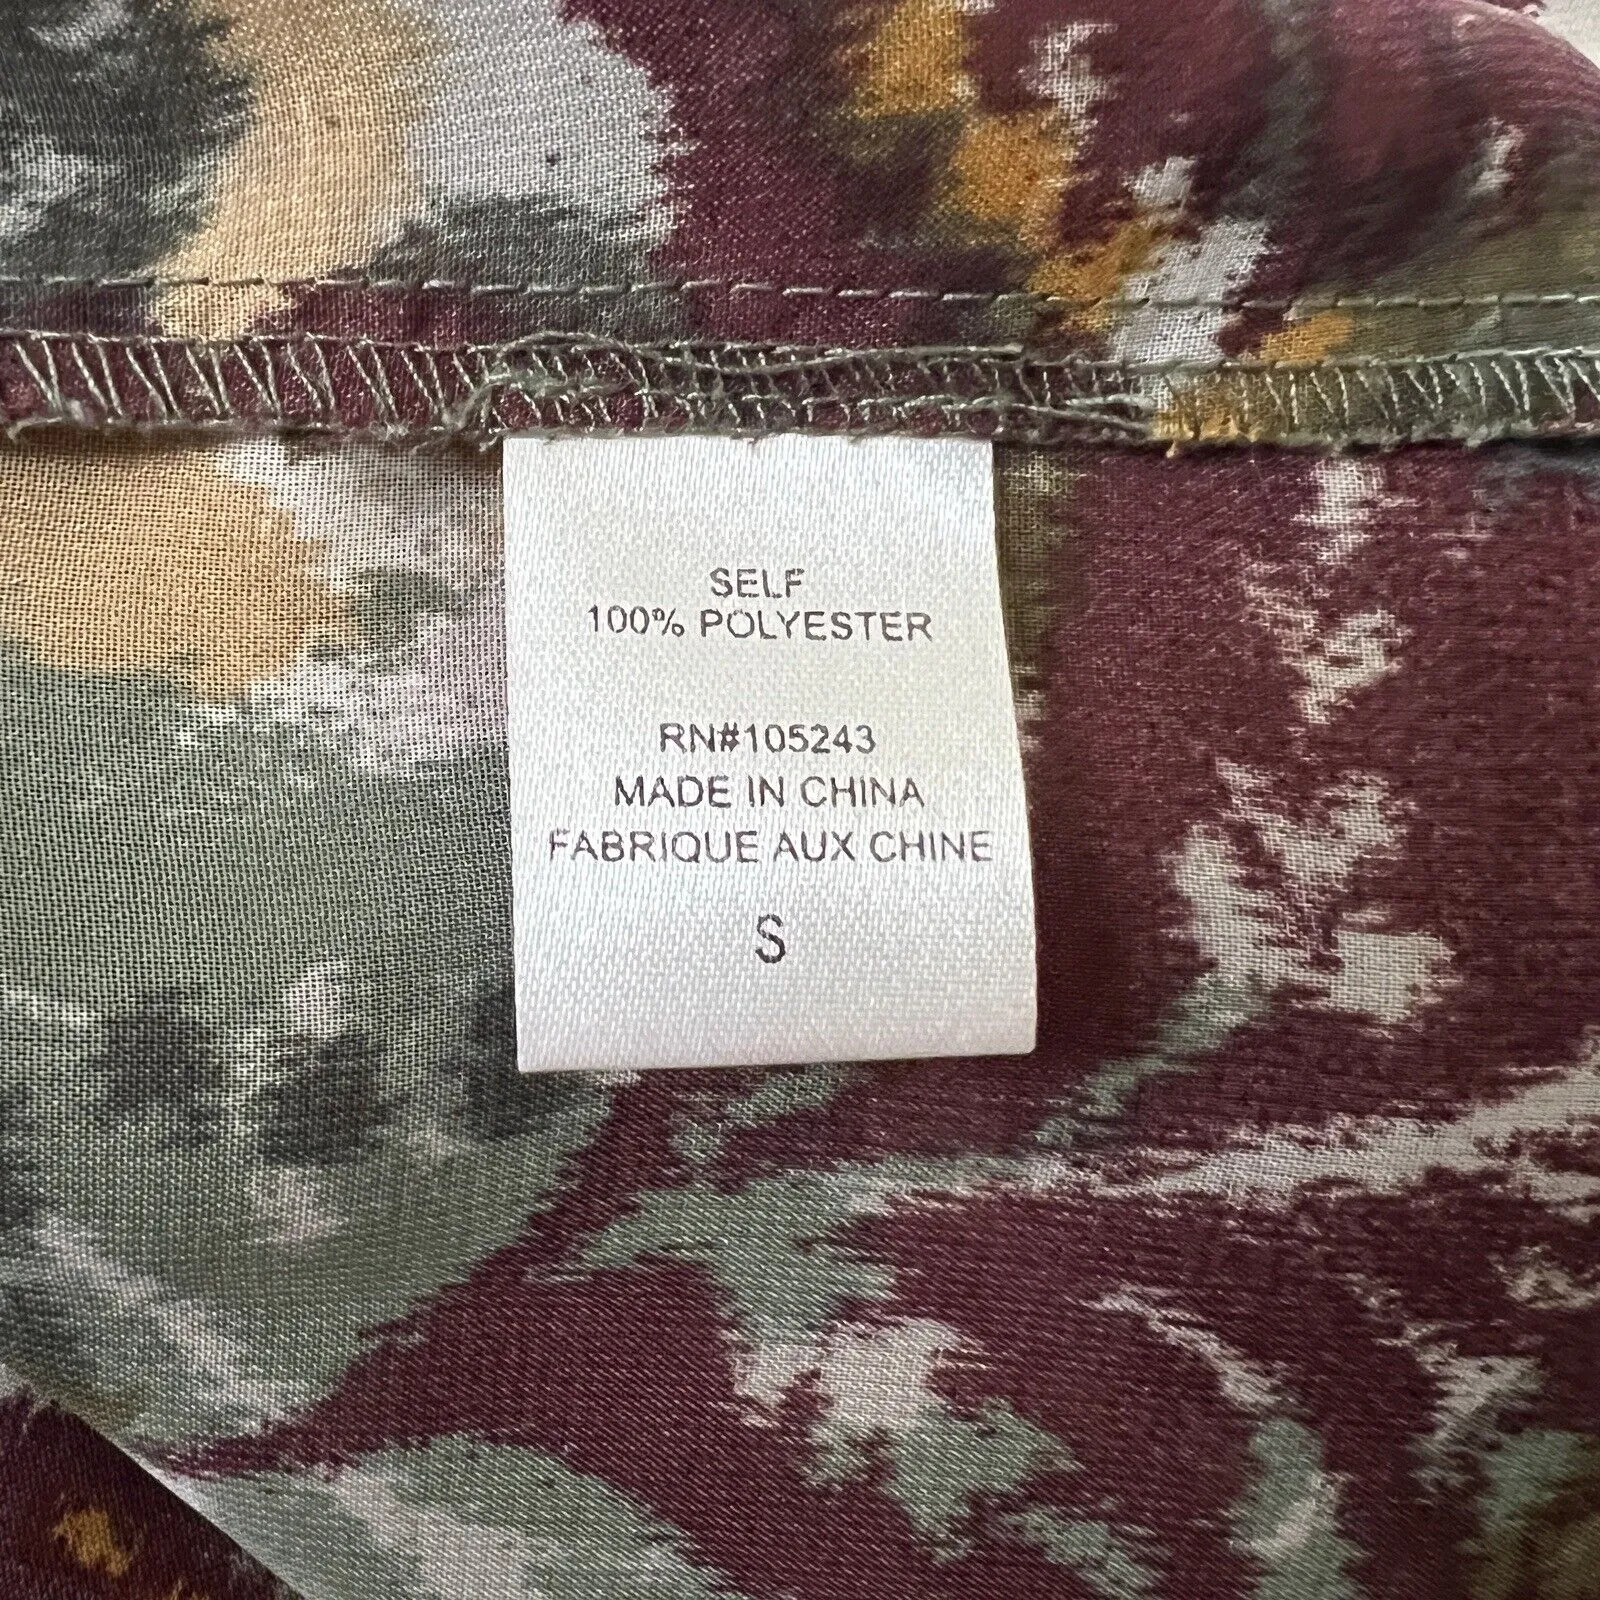 SELF
100% POLYESTER
RN#105243
MADE IN CHINA
FABRIQUE AUX CHINE
S